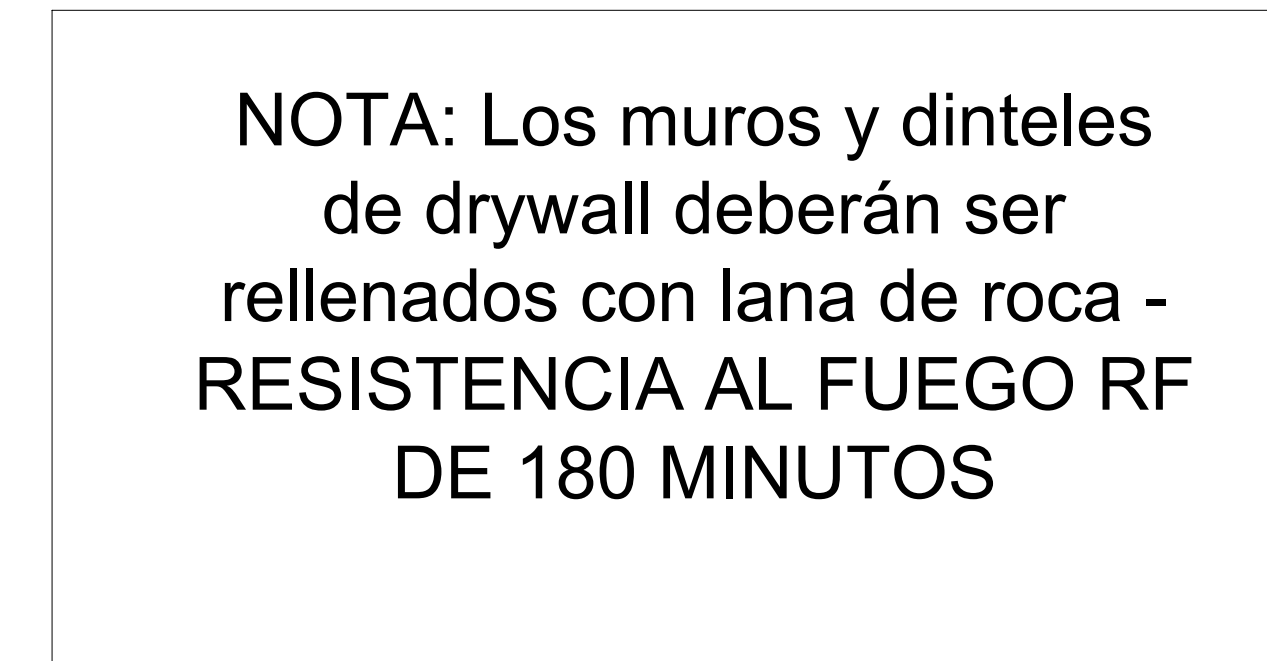 NOTA: Los muros y dinteles
de drywall deberán ser
rellenados con lana de roca -
RESISTENCIA AL FUEGO RF
DE 180 MINUTOS